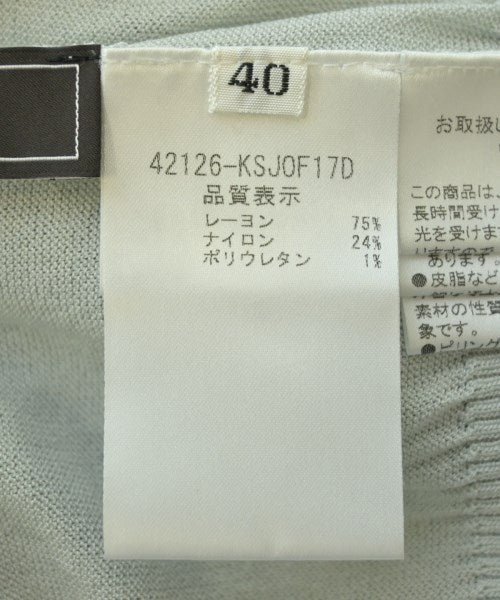 40
42126-KSJOF17D
品質表示
レーヨン 75%
ナイロン 24%
ポリウレタン 1%
お取扱い
この商品は、
長時間受け
光を受けます
あります。
●皮脂など
素材の性質
象です。
●ピリング